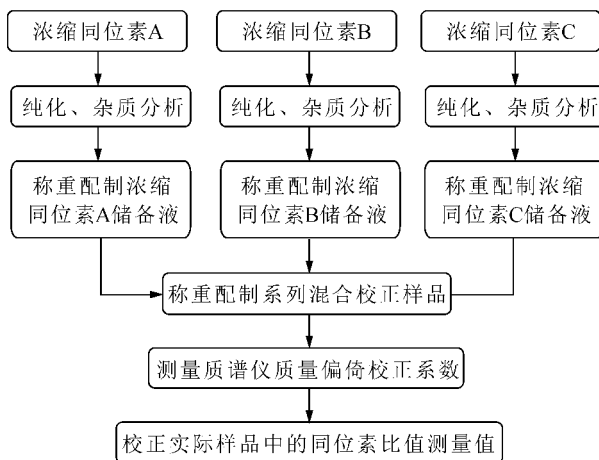 浓缩同位素A
浓缩同位素B
浓缩同位素C
纯化、杂质分析
纯化、杂质分析
纯化、杂质分析
称重配制浓缩
同位素A储备液
称重配制浓缩
同位素B储备液
称重配制浓缩
同位素C储备液
称重配制系列混合校正样品
测量质谱仪质量偏倚校正系数
校正实际样品中的同位素比值测量值